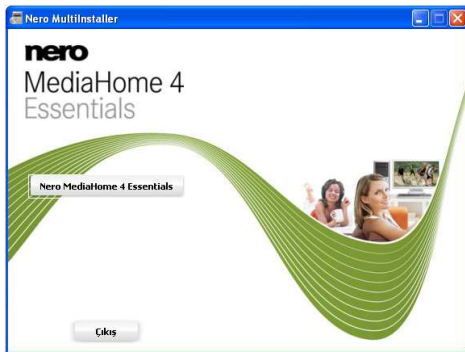 Nero MultiInstaller
nero
MediaHome 4
Essentials
Nero MediaHome 4 Essentials
Çıkış